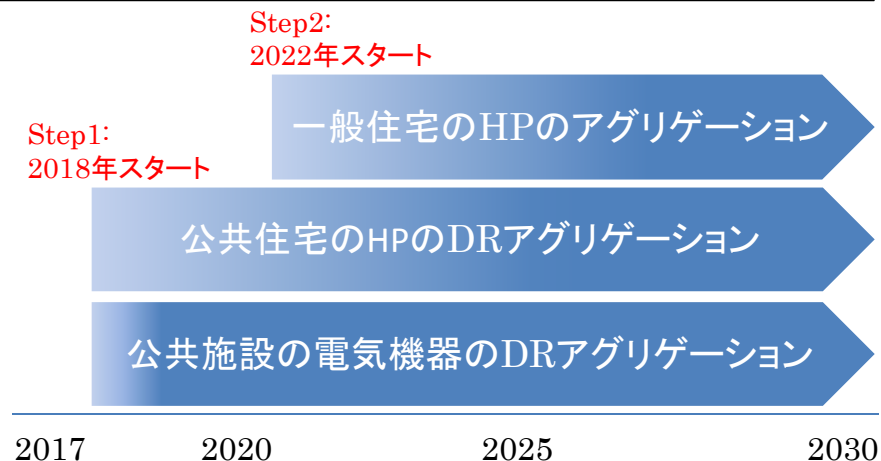 Step2:
2022年スタート
一般住宅のHPのアグリゲーション
Step1:
2018年スタート
公共住宅のHPのDRアグリゲーション
公共施設の電気機器のDRアグリゲーション
2017 2020 2025 2030